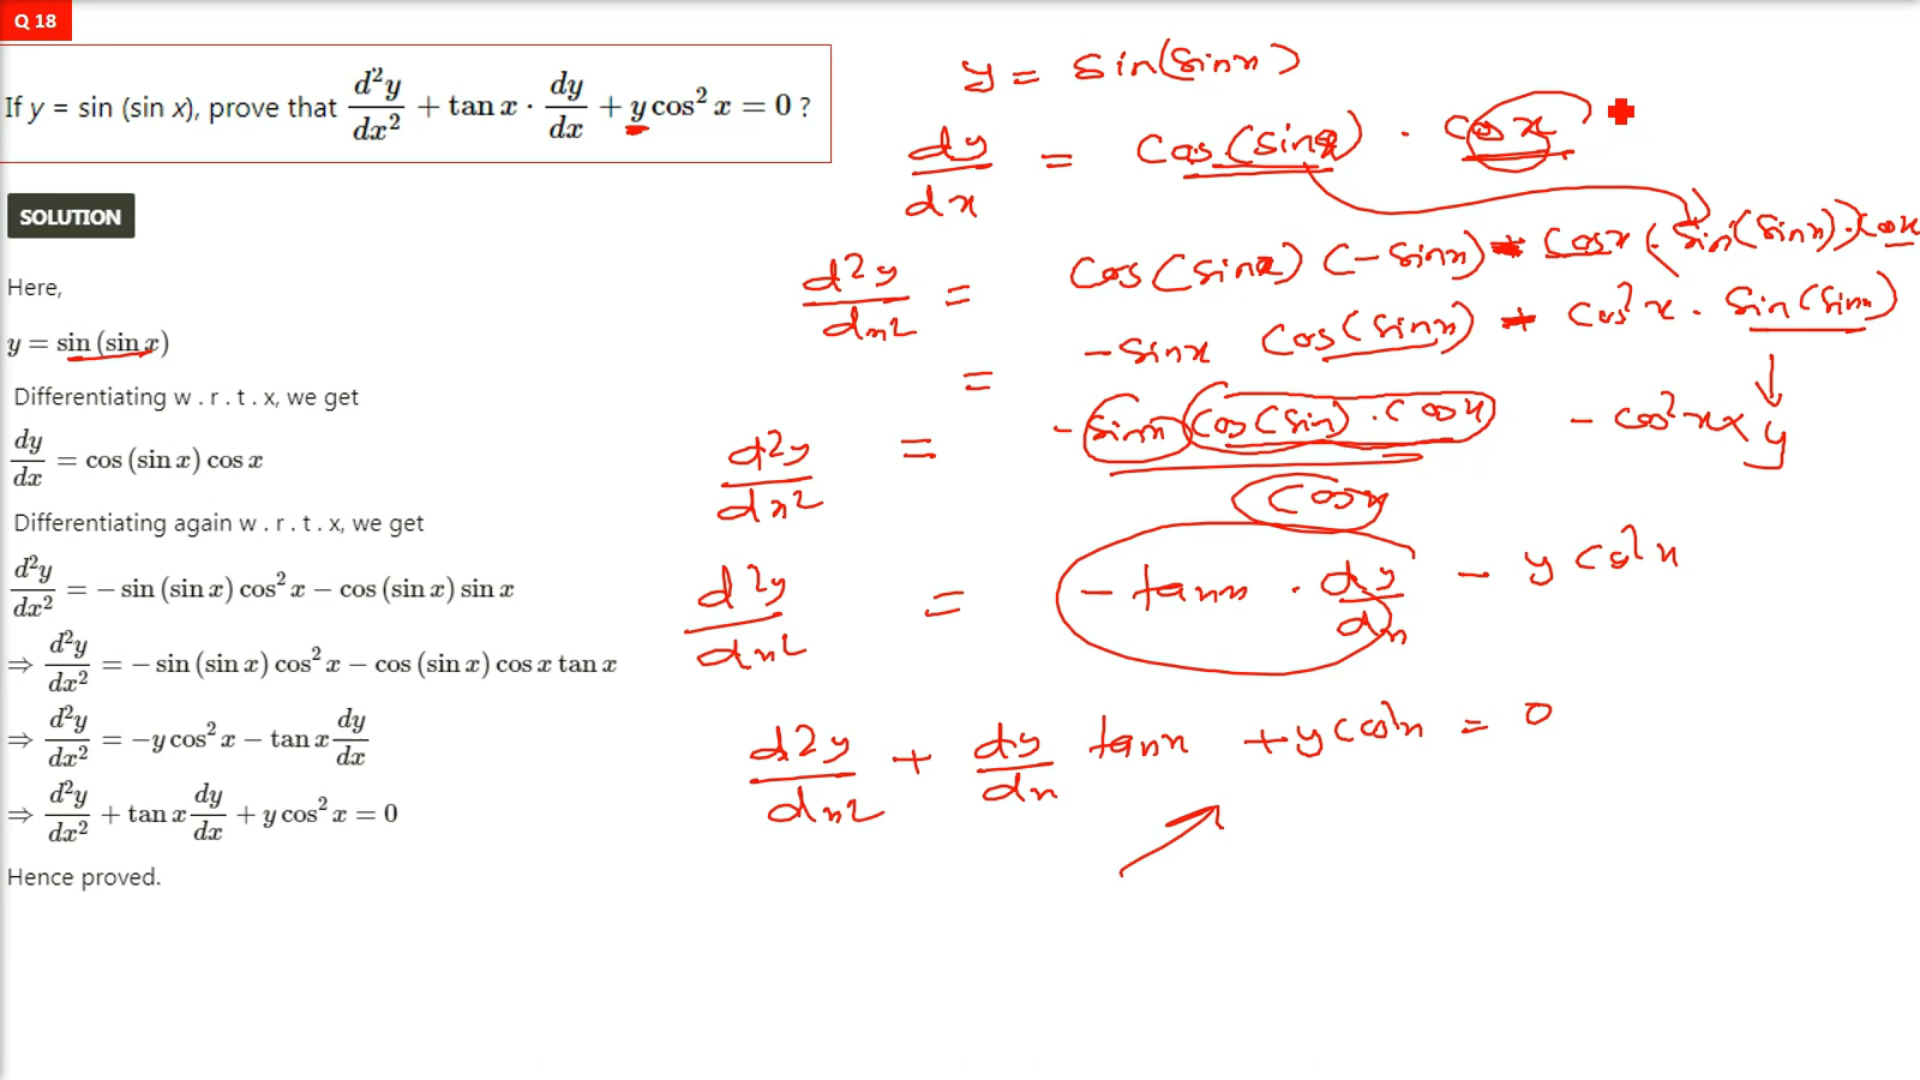 Q 18
If y = sin (sin x), prove that d²y/dx² + tan x · dy/dx + y cos² x = 0 ?
SOLUTION
Here,
y = sin (sin x)
Differentiating w . r . t . x, we get
dy/dx = cos (sin x) cos x
Differentiating again w . r . t . x, we get
d²y/dx² = − sin (sin x) cos² x − cos (sin x) sin x
⇒ d²y/dx² = − sin (sin x) cos² x − cos (sin x) cos x tan x
⇒ d²y/dx² = −y cos² x − tan x dy/dx
⇒ d²y/dx² + tan x dy/dx + y cos² x = 0
Hence proved.
y = sin(sinx)
dy/dx = cos(sinx) · cosx
d2y/dx2 = cos(sinx) (-sinx) + cosx (-sin(sinx)).cosx
= -sinx cos(sinx) - cos²x . sin(sinx)
d2y/dx2 = - sinx cos(sin) . cosx / cosx - cos²x × y
d2y/dx2 = - tanx . dy/dx - y cos²x
d2y/dx2 + dy/dx tanx + y cos²x = 0